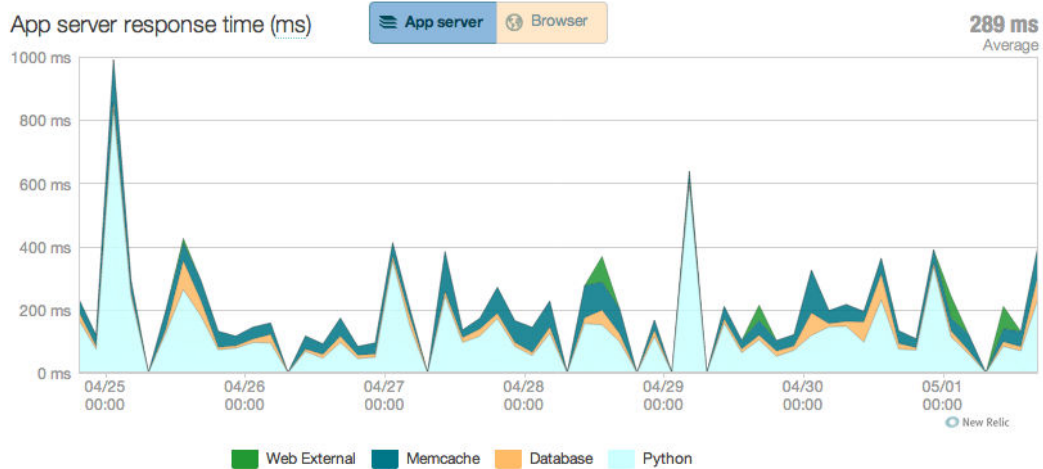 App server response time (ms)
App server
Browser
289 ms
Average
1000 ms
800 ms
600 ms
400 ms
200 ms
0 ms
04/25
00:00
04/26
00:00
04/27
00:00
04/28
00:00
04/29
00:00
04/30
00:00
05/01
00:00
New Relic
Web External
Memcache
Database
Python